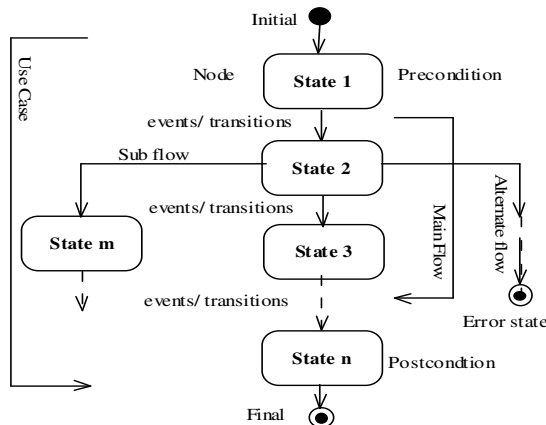 Initial
Use Case
Node
State 1
Precondition
events/ transitions
Sub flow
State 2
Alternate flow
Main Flow
events/ transitions
State m
State 3
events/ transitions
Error state
State n
Postcondtion
Final